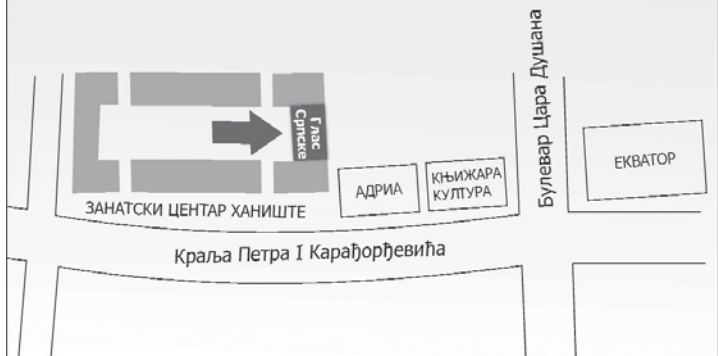 Булевар Цара Душана
Глас
Српске
ЕКВАТОР
АДРИА
КЊИЖАРА
КУЛТУРА
ЗАНАТСКИ ЦЕНТАР ХАНИШТЕ
Краља Петра I Карађорђевића